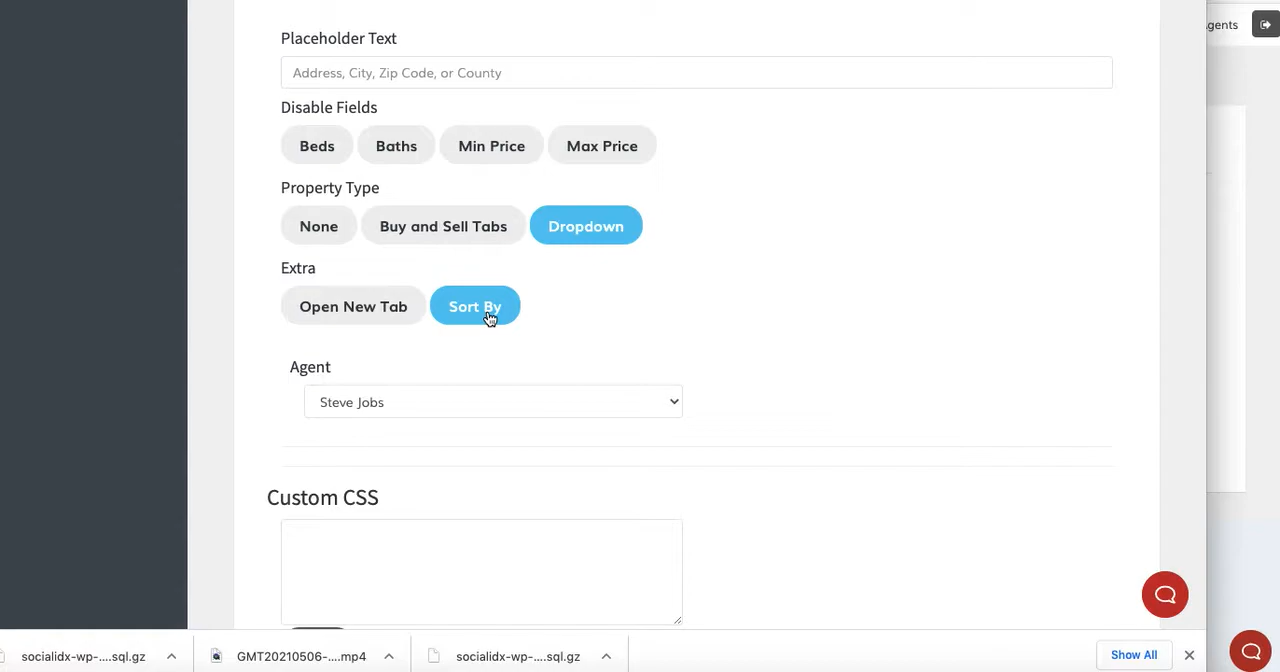 gents
Placeholder Text
Address, City, Zip Code, or County
Disable Fields
Beds Baths Min Price Max Price
Property Type
None Buy and Sell Tabs Dropdown
Extra
Open New Tab Sort By
Agent
Steve Jobs
Custom CSS
socialidx-wp-....sql.gz GMT20210506-....mp4 socialidx-wp-....sql.gz Show All